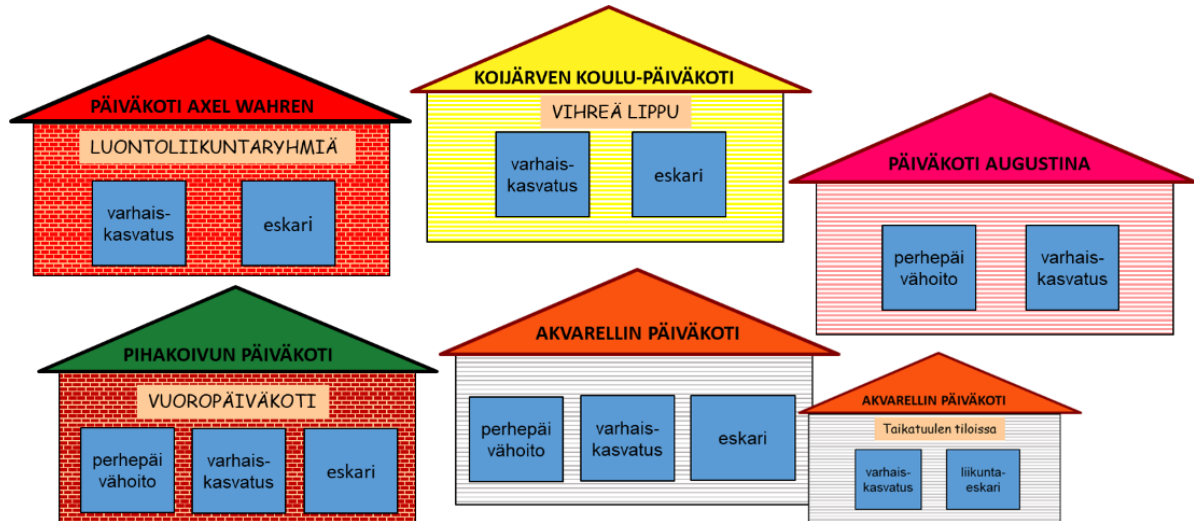 PÄIVÄKOTI AXEL WAHREN
LUONTOLIIKUNTARYHMIÄ
varhais-
kasvatus
eskari
KOIJÄRVEN KOULU-PÄIVÄKOTI
VIHREÄ LIPPU
varhais-
kasvatus
eskari
PÄIVÄKOTI AUGUSTINA
perhepäi
vähoito
varhais-
kasvatus
PIHAKOIVUN PÄIVÄKOTI
VUOROPÄIVÄKOTI
perhepäi
vähoito
varhais-
kasvatus
eskari
AKVARELLIN PÄIVÄKOTI
perhepäi
vähoito
varhais-
kasvatus
eskari
AKVARELLIN PÄIVÄKOTI
Taikatuulen tiloissa
varhais-
kasvatus
liikunta-
eskari